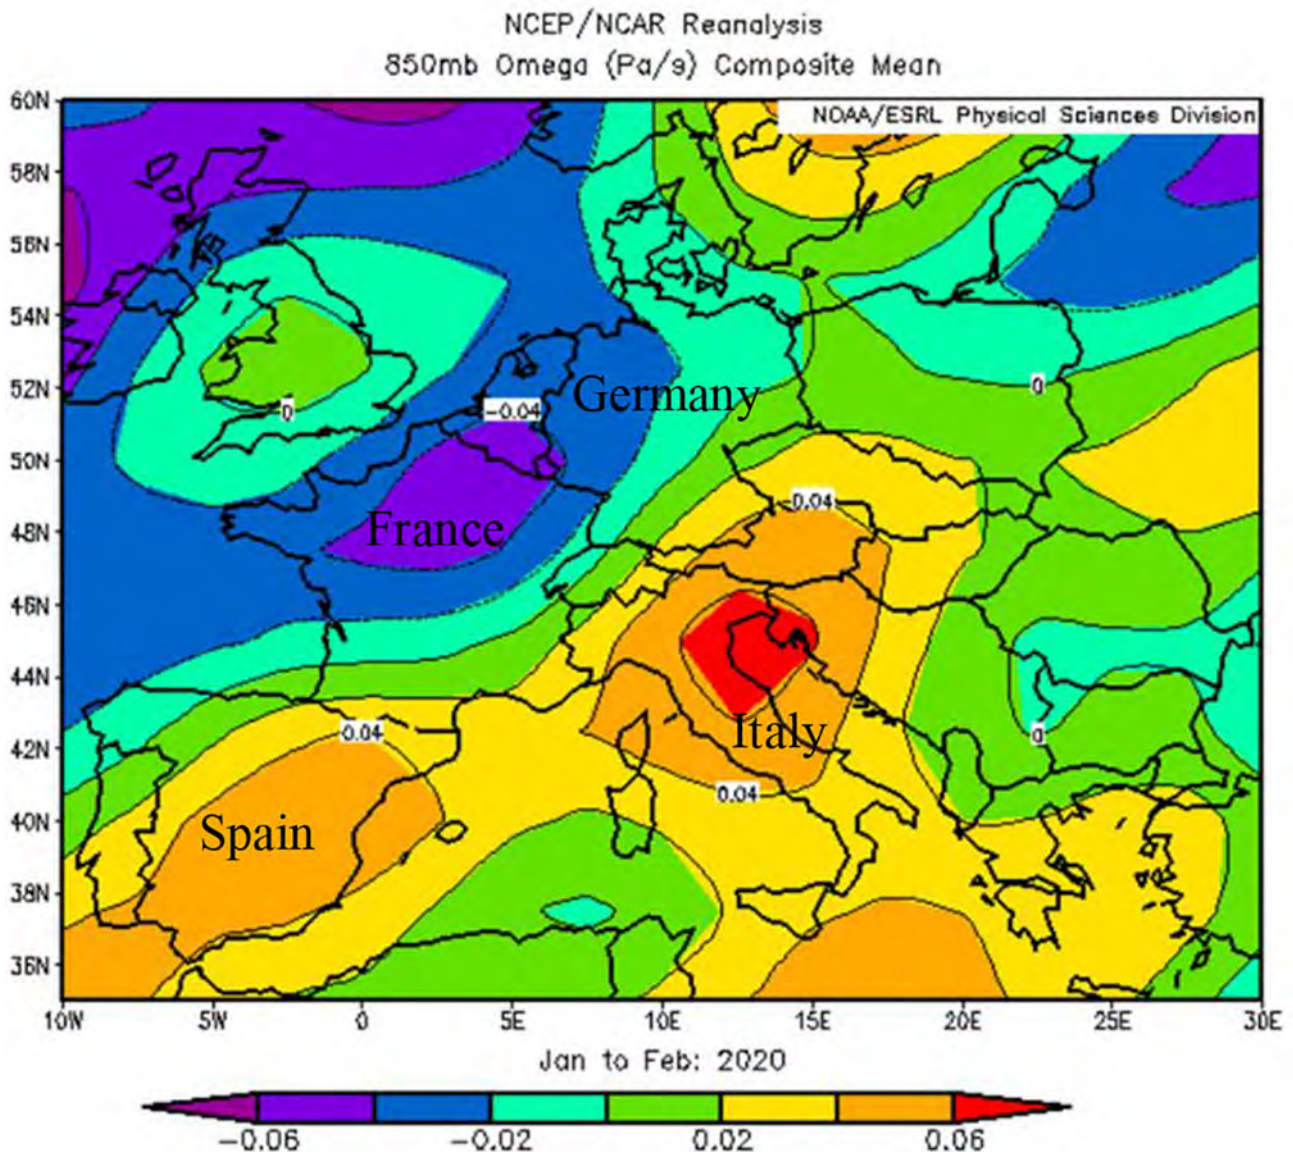 NCEP/NCAR Reanalysis
850mb Omega (Pa/s) Composite Mean
NOAA/ESRL Physical Sciences Division
60N
58N
56N
54N
52N
50N
48N
46N
44N
42N
40N
38N
36N
0
-0.04
Germany
0
France
0.04
0.04
Italy
0
0.04
Spain
10W 5W 0 5E 10E 15E 20E 25E 30E
Jan to Feb: 2020
-0.06 -0.02 0.02 0.06